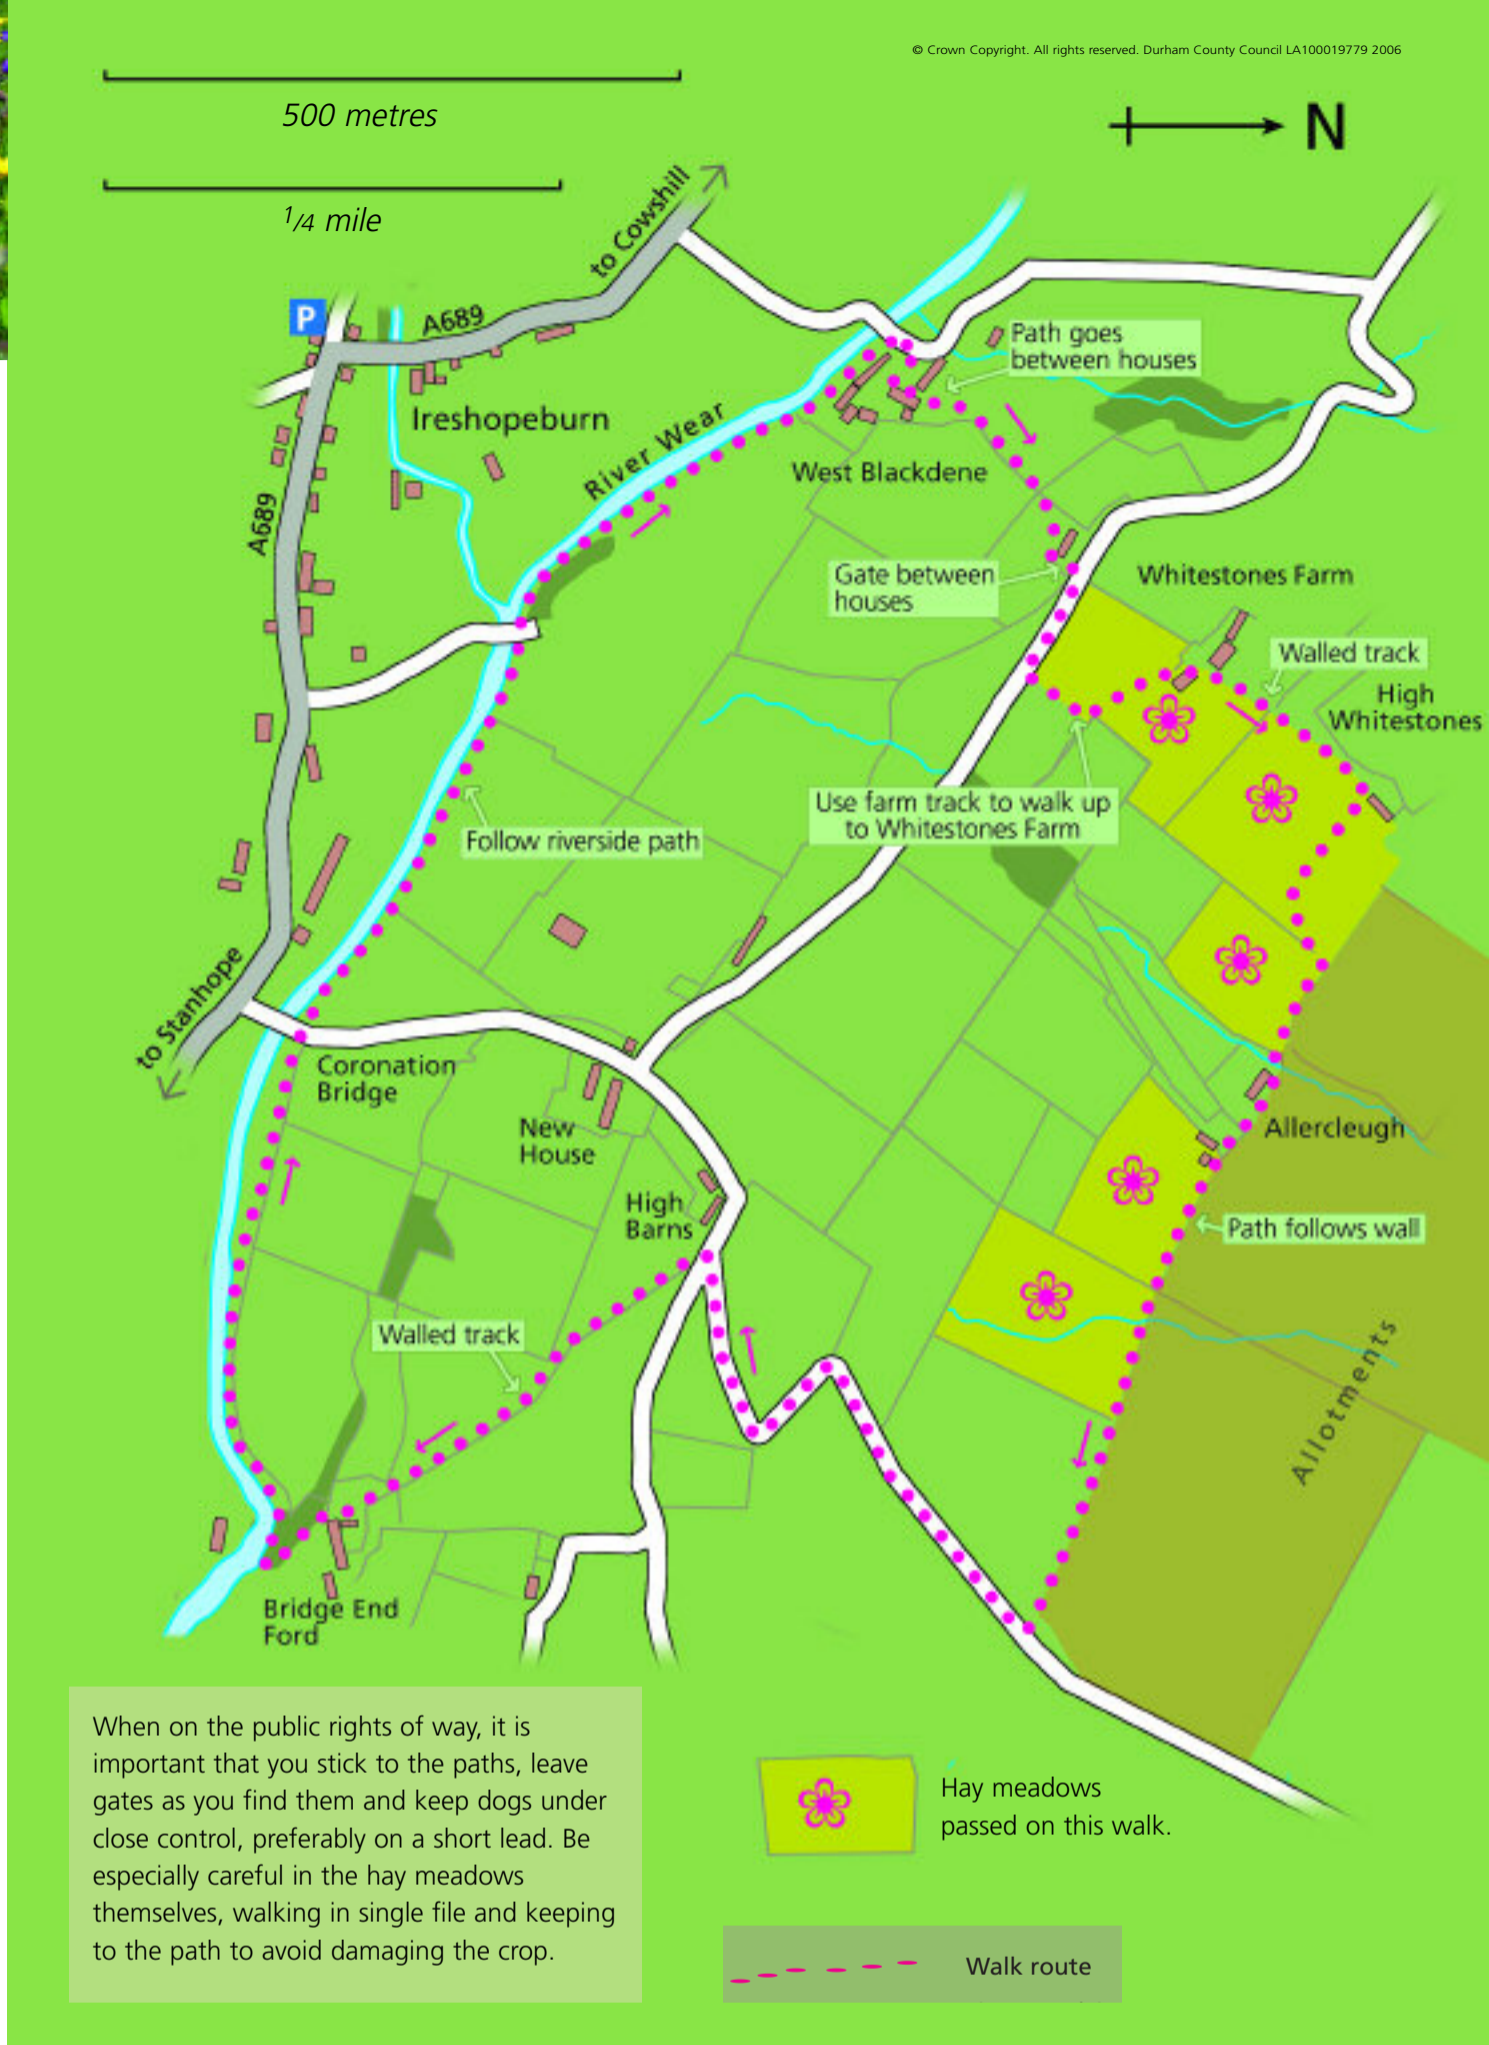 © Crown Copyright. All rights reserved. Durham County Council LA100019779 2006
500 metres
N
1/4 mile
to Cowshill
P
A689
Path goes
between houses
Ireshopeburn
River Wear
West Blackdene
A689
Gate between
houses
Whitestones Farm
Walled track
High
Whitestones
Use farm track to walk up
to Whitestones Farm
Follow riverside path
to Stanhope
Coronation
Bridge
New
House
Allercleugh
High
Barns
Path follows wall
Walled track
Allotments
Bridge End
Ford
When on the public rights of way, it is
important that you stick to the paths, leave
gates as you find them and keep dogs under
close control, preferably on a short lead. Be
especially careful in the hay meadows
themselves, walking in single file and keeping
to the path to avoid damaging the crop.
Hay meadows
passed on this walk.
Walk route